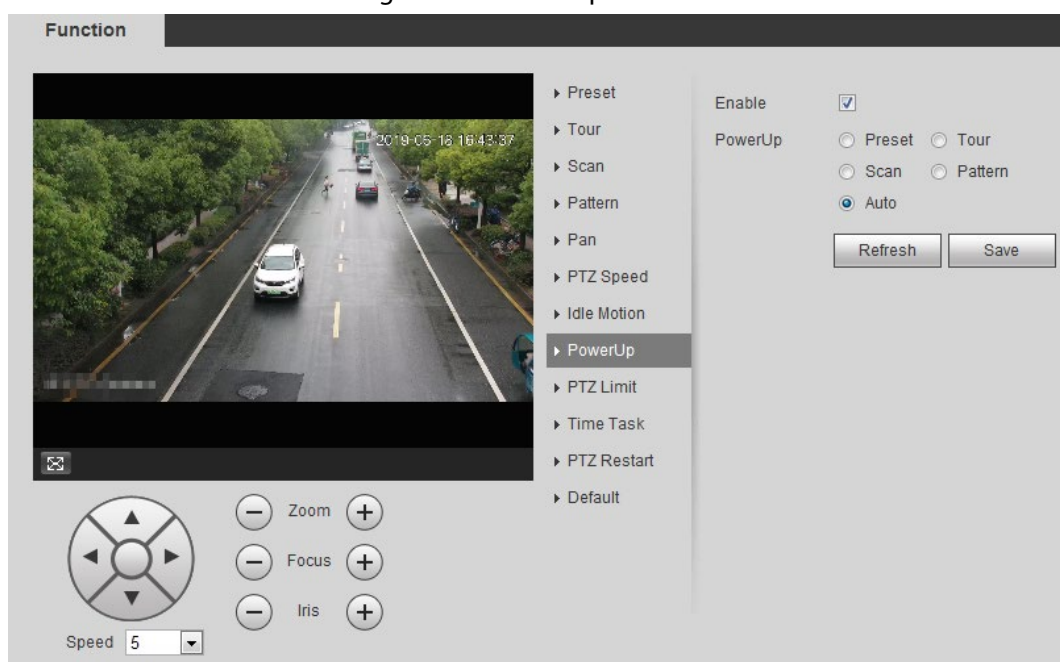 Function
2019-05-18 16:43:37
Preset
Tour
Scan
Pattern
Pan
PTZ Speed
Idle Motion
PowerUp
PTZ Limit
Time Task
PTZ Restart
Default
Enable
PowerUp
Preset Tour
Scan Pattern
Auto
Refresh Save
Zoom
Focus
Iris
Speed 5